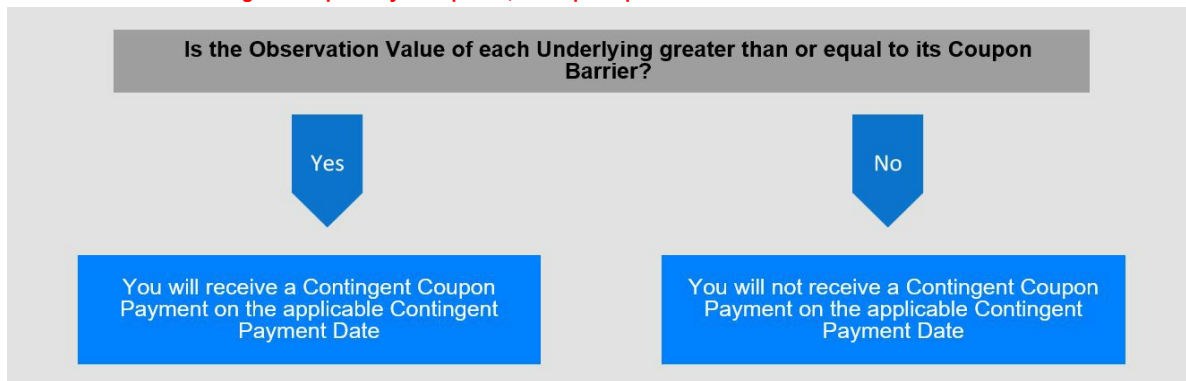 Is the Observation Value of each Underlying greater than or equal to its Coupon
Barrier?
Yes
No
You will receive a Contingent Coupon
Payment on the applicable Contingent
Payment Date
You will not receive a Contingent Coupon
Payment on the applicable Contingent
Payment Date